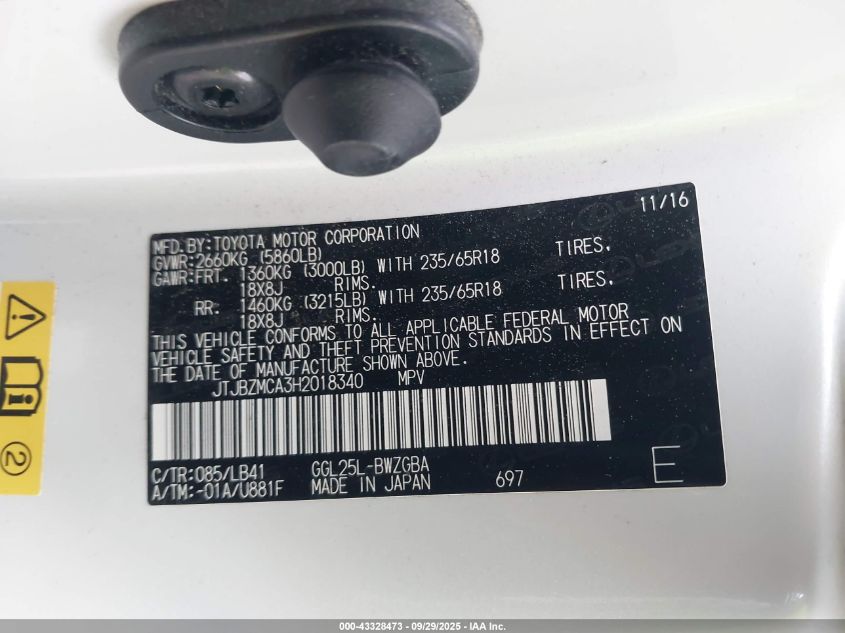 11/16
MFD. BY: TOYOTA MOTOR CORPORATION
GVWR: 2660KG (5860LB)
GAWR: FRT. 1360KG (3000LB) WITH 235/65R18 TIRES,
18X8J RIMS.
RR. 1460KG (3215LB) WITH 235/65R18 TIRES,
18X8J RIMS.
THIS VEHICLE CONFORMS TO ALL APPLICABLE FEDERAL MOTOR
VEHICLE SAFETY AND THEFT PREVENTION STANDARDS IN EFFECT ON
THE DATE OF MANUFACTURE SHOWN ABOVE.
JTJBZMCA3H2018340 MPV
C/TR: 085/LB41 GGL25L-BWZGBA
A/TM: -01A/U881F MADE IN JAPAN 697 E
2
000-43328473 - 09/29/2025 - IAA Inc.